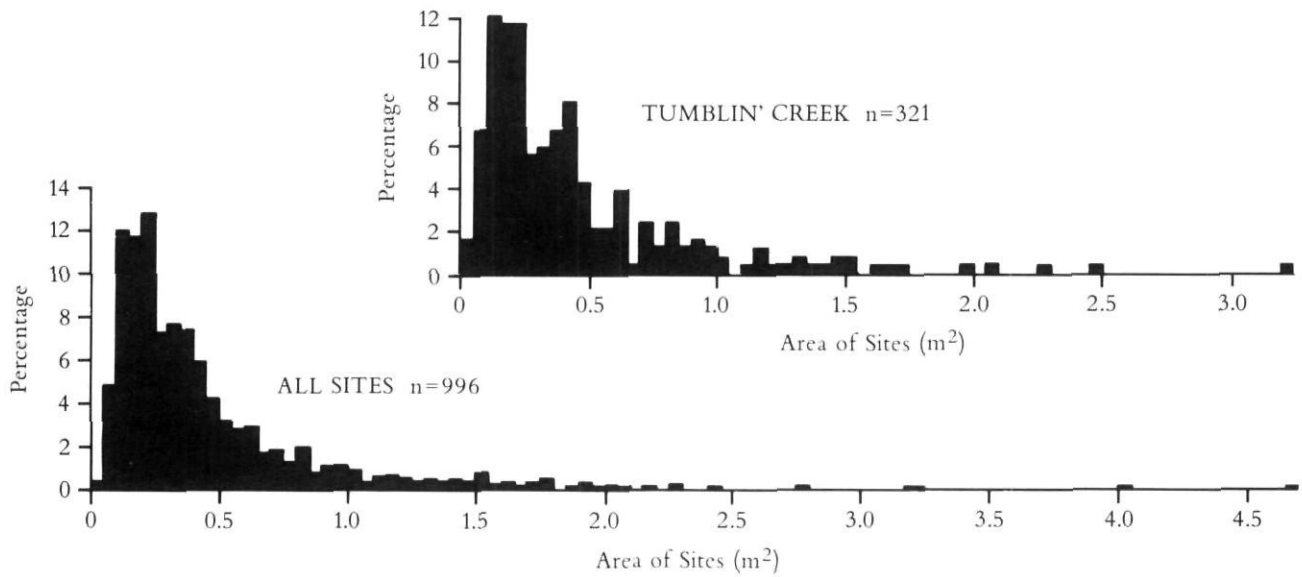 12
10
8
6
4
2
0
Percentage
TUMBLIN' CREEK n=321
0 0.5 1.0 1.5 2.0 2.5 3.0
Area of Sites (m²)
14
12
10
8
6
4
2
0
Percentage
ALL SITES n=996
0 0.5 1.0 1.5 2.0 2.5 3.0 3.5 4.0 4.5
Area of Sites (m²)